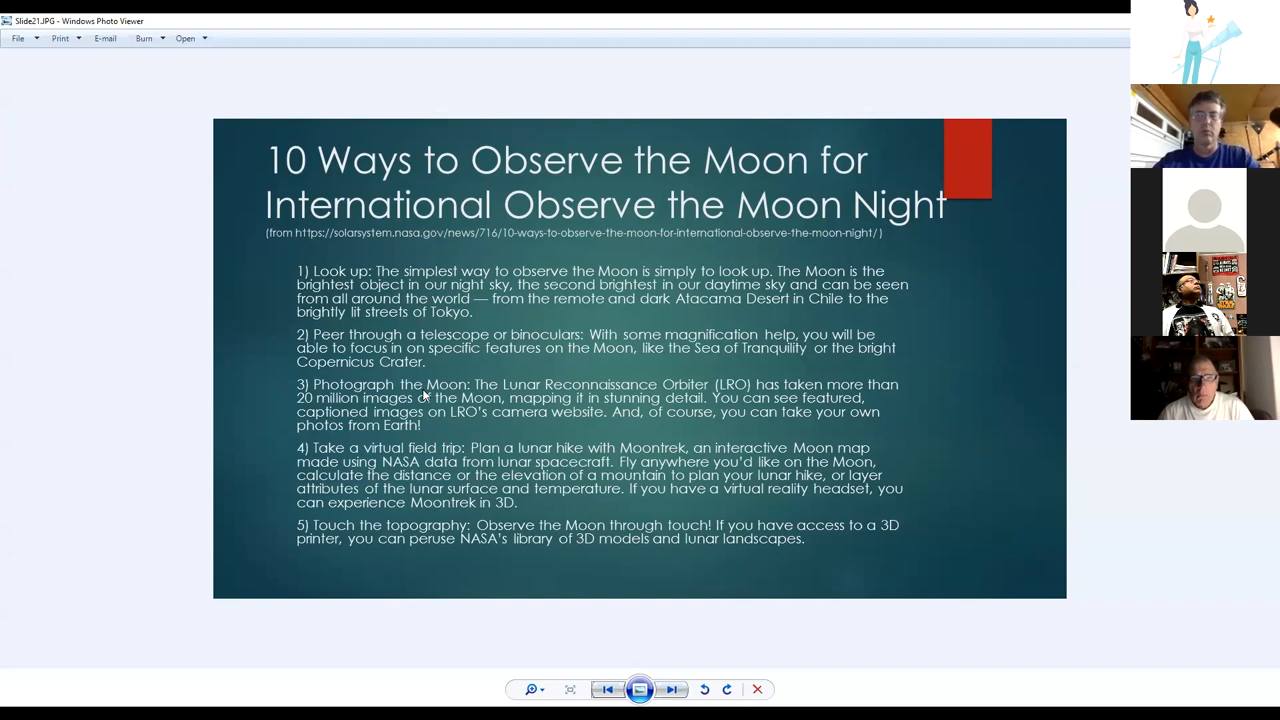 Slide21.JPG - Windows Photo Viewer
File Print E-mail Burn Open
10 Ways to Observe the Moon for
International Observe the Moon Night
(from https://solarsystem.nasa.gov/news/716/10-ways-to-observe-the-moon-for-international-observe-the-moon-night/ )
1) Look up: The simplest way to observe the Moon is simply to look up. The Moon is the
brightest object in our night sky, the second brightest in our daytime sky and can be seen
from all around the world — from the remote and dark Atacama Desert in Chile to the
brightly lit streets of Tokyo.
2) Peer through a telescope or binoculars: With some magnification help, you will be
able to focus in on specific features on the Moon, like the Sea of Tranquility or the bright
Copernicus Crater.
3) Photograph the Moon: The Lunar Reconnaissance Orbiter (LRO) has taken more than
20 million images of the Moon, mapping it in stunning detail. You can see featured,
captioned images on LRO’s camera website. And, of course, you can take your own
photos from Earth!
4) Take a virtual field trip: Plan a lunar hike with Moontrek, an interactive Moon map
made using NASA data from lunar spacecraft. Fly anywhere you’d like on the Moon,
calculate the distance or the elevation of a mountain to plan your lunar hike, or layer
attributes of the lunar surface and temperature. If you have a virtual reality headset, you
can experience Moontrek in 3D.
5) Touch the topography: Observe the Moon through touch! If you have access to a 3D
printer, you can peruse NASA’s library of 3D models and lunar landscapes.